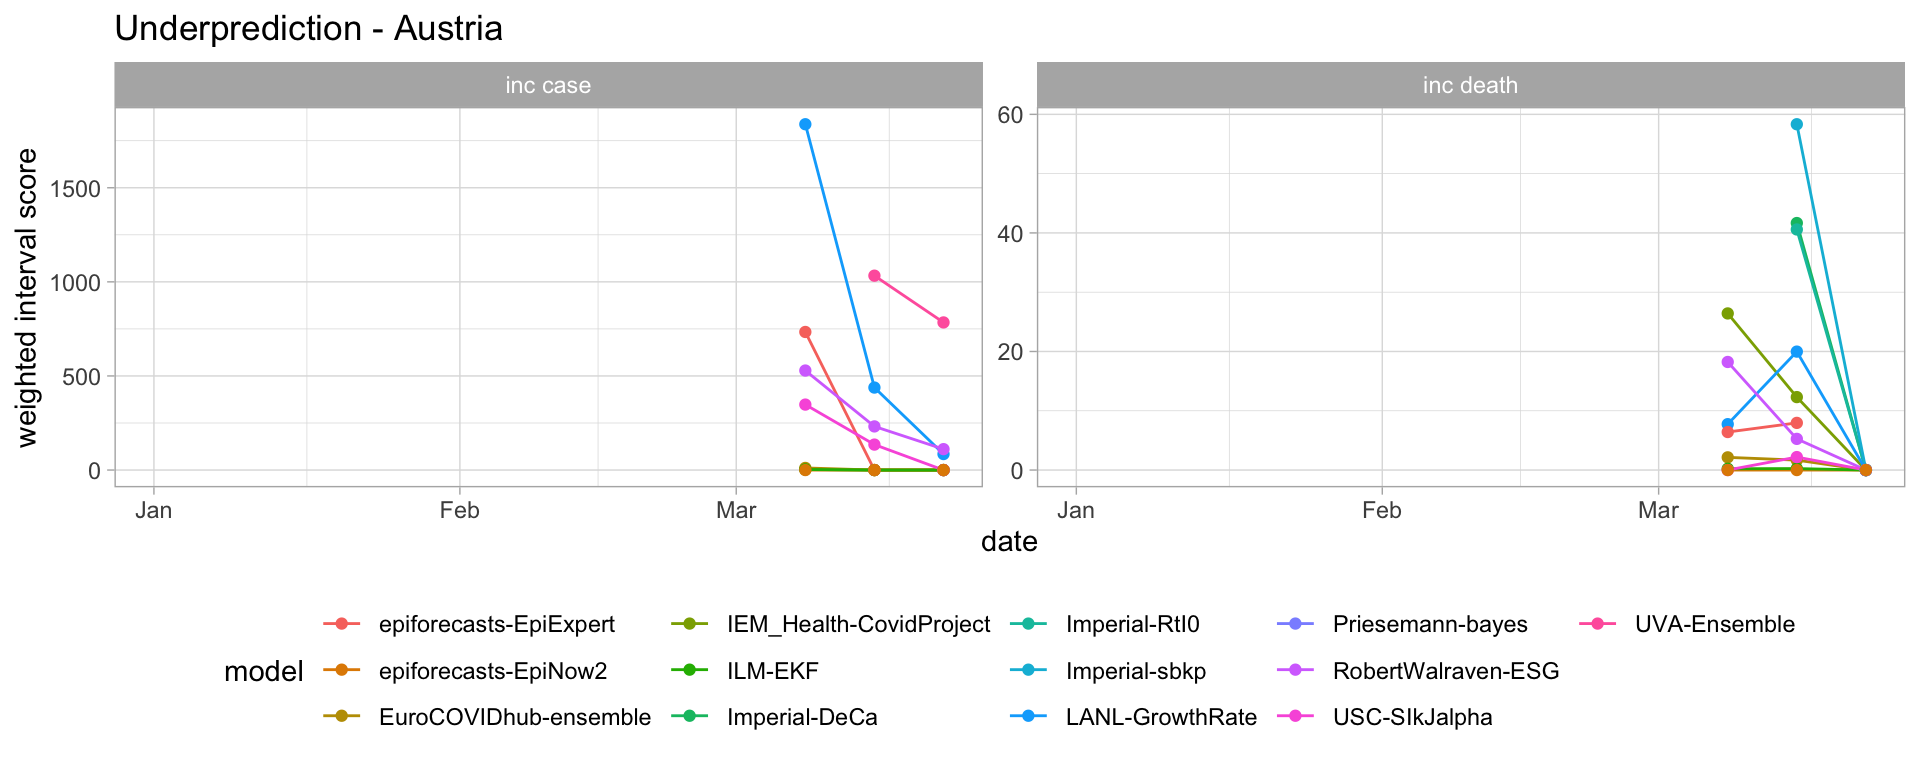 Underprediction - Austria
inc case
inc death
weighted interval score
1500
1000
500
0
60
40
20
0
Jan
Feb
Mar
Jan
Feb
Mar
date
model
epiforecasts-EpiExpert
IEM_Health-CovidProject
Imperial-RtI0
Priesemann-bayes
UVA-Ensemble
epiforecasts-EpiNow2
ILM-EKF
Imperial-sbkp
RobertWalraven-ESG
EuroCOVIDhub-ensemble
Imperial-DeCa
LANL-GrowthRate
USC-SIkJalpha